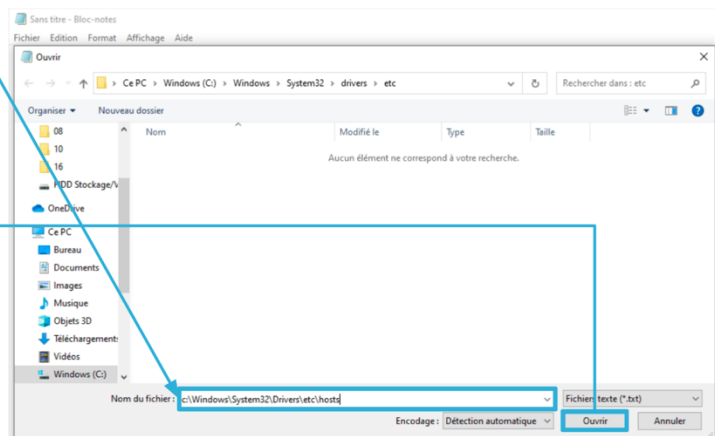 Sans titre - Bloc-notes
Fichier Edition Format Affichage Aide
Ouvrir
Ce PC > Windows (C:) > Windows > System32 > drivers > etc
Rechercher dans : etc
Organiser Nouveau dossier
Nom Modifié le Type Taille
Aucun élément ne correspond à votre recherche.
08
10
16
HDD Stockage/V
OneDrive
Ce PC
Bureau
Documents
Images
Musique
Objets 3D
Téléchargements
Vidéos
Windows (C:)
Nom du fichier : c:\Windows\System32\Drivers\etc\hosts
Fichiers texte (*.txt)
Encodage : Détection automatique Ouvrir Annuler